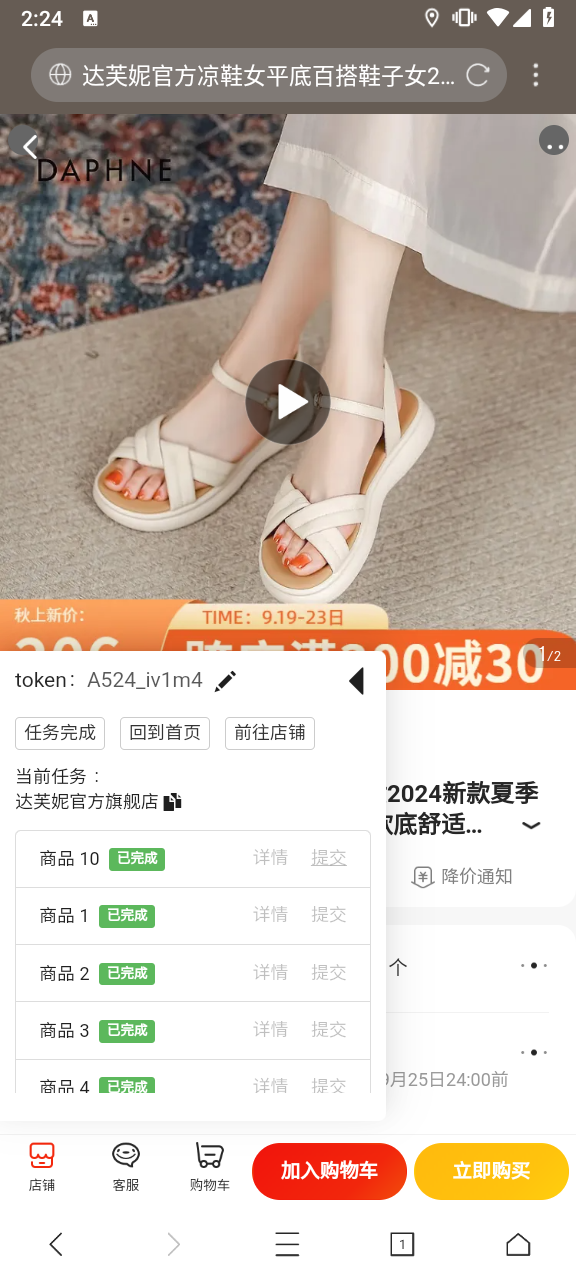 2:24
A
达芙妮官方凉鞋女平底百搭鞋子女2...
DAPHNE
秋上新价：
TIME：9.19-23日
00减30
1/2
token： A524_iv1m4
任务完成 回到首页 前往店铺
当前任务：
达芙妮官方旗舰店
2024新款夏季
底舒适...
商品 10 已完成 详情 提交
降价通知
商品 1 已完成 详情 提交
个
商品 2 已完成 详情 提交
商品 3 已完成 详情 提交
商品 4 已完成 详情 提交
9月25日24:00前
店铺 客服 购物车 加入购物车 立即购买
1